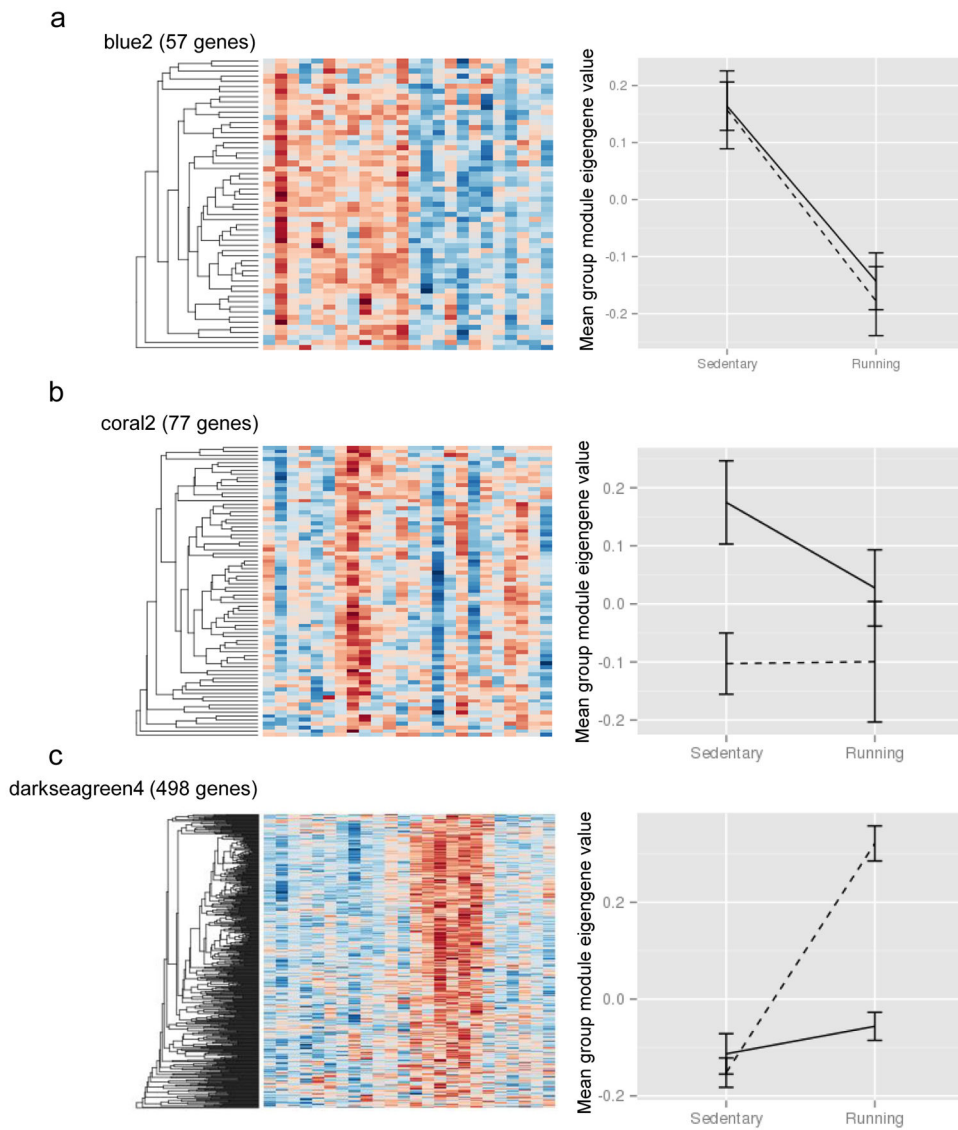 a
blue2 (57 genes)
Mean group module eigengene value
0.2
0.1
0.0
-0.1
-0.2
Sedentary
Running
b
coral2 (77 genes)
Mean group module eigengene value
0.2
0.1
0.0
-0.1
-0.2
Sedentary
Running
c
darkseagreen4 (498 genes)
Mean group module eigengene value
0.2
0.0
-0.2
Sedentary
Running